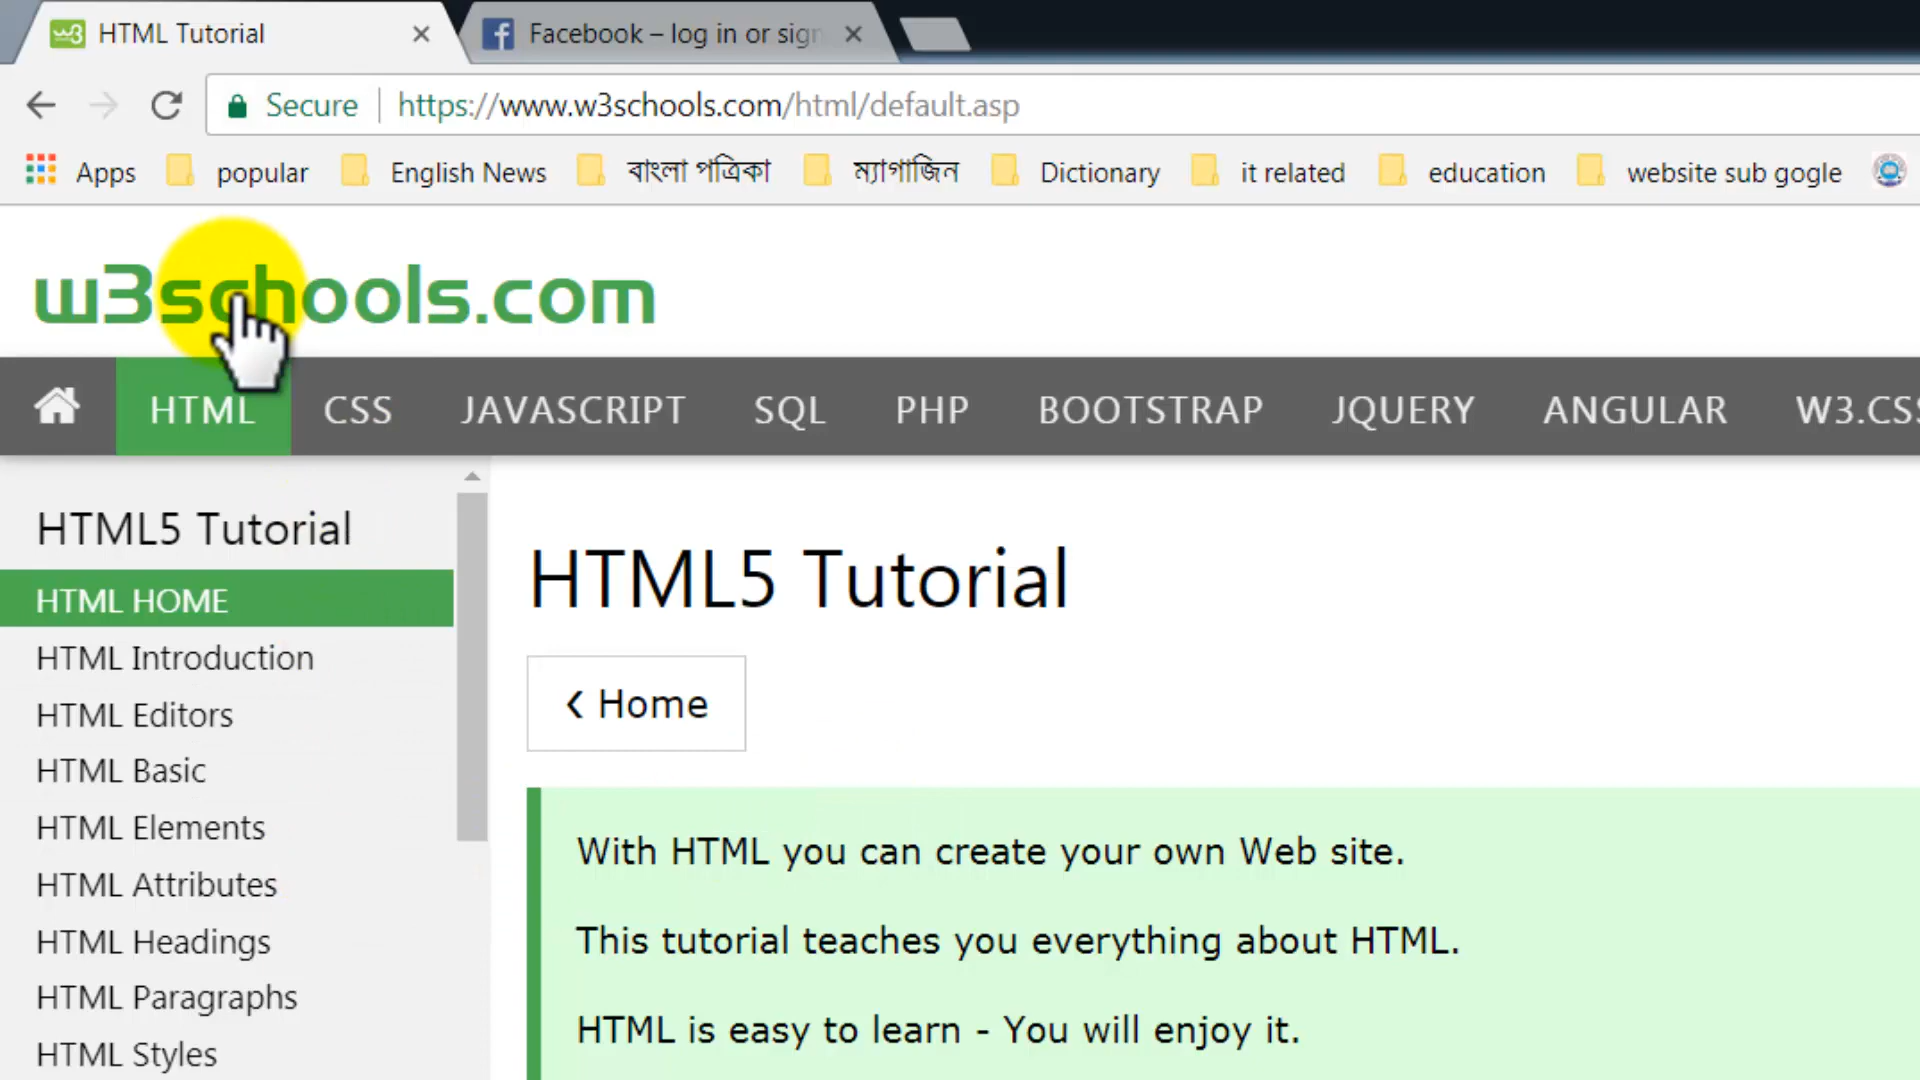 HTML Tutorial
Facebook – log in or sign
Secure
https://www.w3schools.com/html/default.asp
Apps
popular
English News
বাংলা পত্রিকা
ম্যাগাজিন
Dictionary
it related
education
website sub gogle
w3schools.com
HTML CSS JAVASCRIPT SQL PHP BOOTSTRAP JQUERY ANGULAR W3.CSS
HTML5 Tutorial
HTML HOME
HTML Introduction
HTML Editors
HTML Basic
HTML Elements
HTML Attributes
HTML Headings
HTML Paragraphs
HTML Styles
HTML5 Tutorial
‹ Home
With HTML you can create your own Web site.
This tutorial teaches you everything about HTML.
HTML is easy to learn - You will enjoy it.